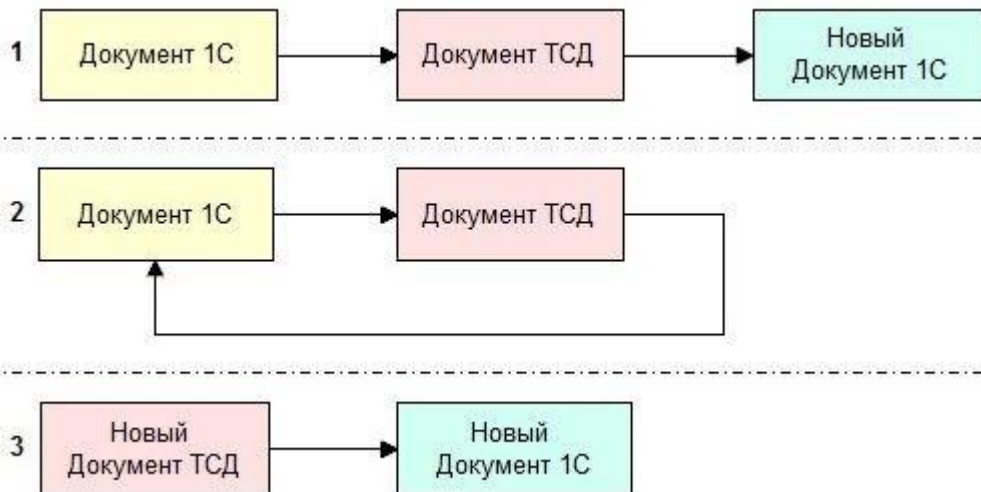 1
Документ 1С
Документ ТСД
Новый
Документ 1С
2
Документ 1С
Документ ТСД
3
Новый
Документ ТСД
Новый
Документ 1С